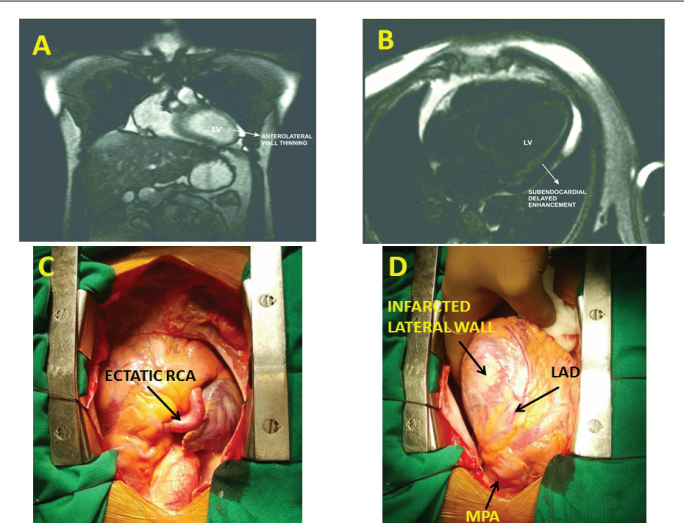 A
LV
ANTEROLATERAL
WALL THINNING
B
LV
SUBENDOCARDIAL
DELAYED
ENHANCEMENT
C
ECTATIC RCA
D
INFARCTED
LATERAL WALL
LAD
MPA